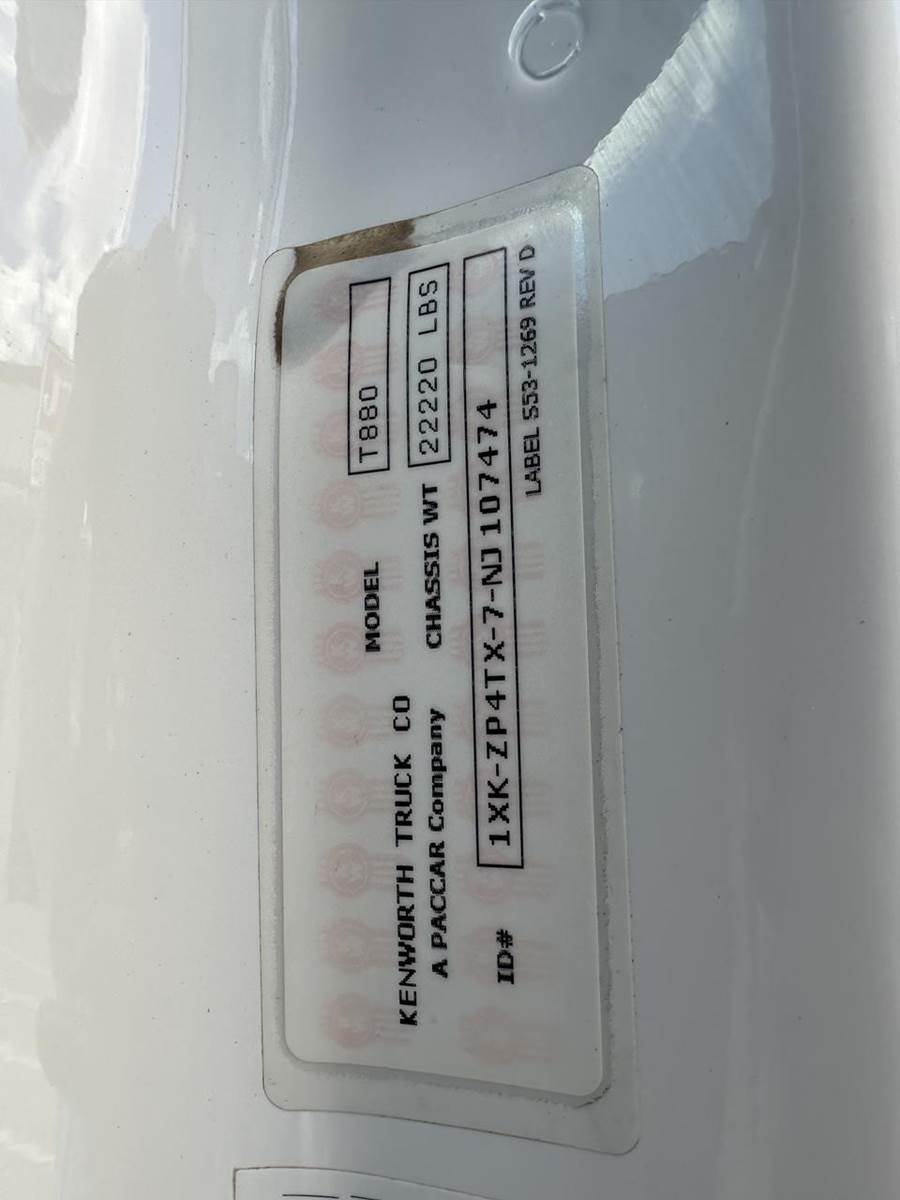 KENWORTH TRUCK CO MODEL T880
A PACCAR Company CHASSIS WT 22220 LBS
ID# 1XK-ZP4TX-7-NJ107474
LABEL S53-1269 REV D